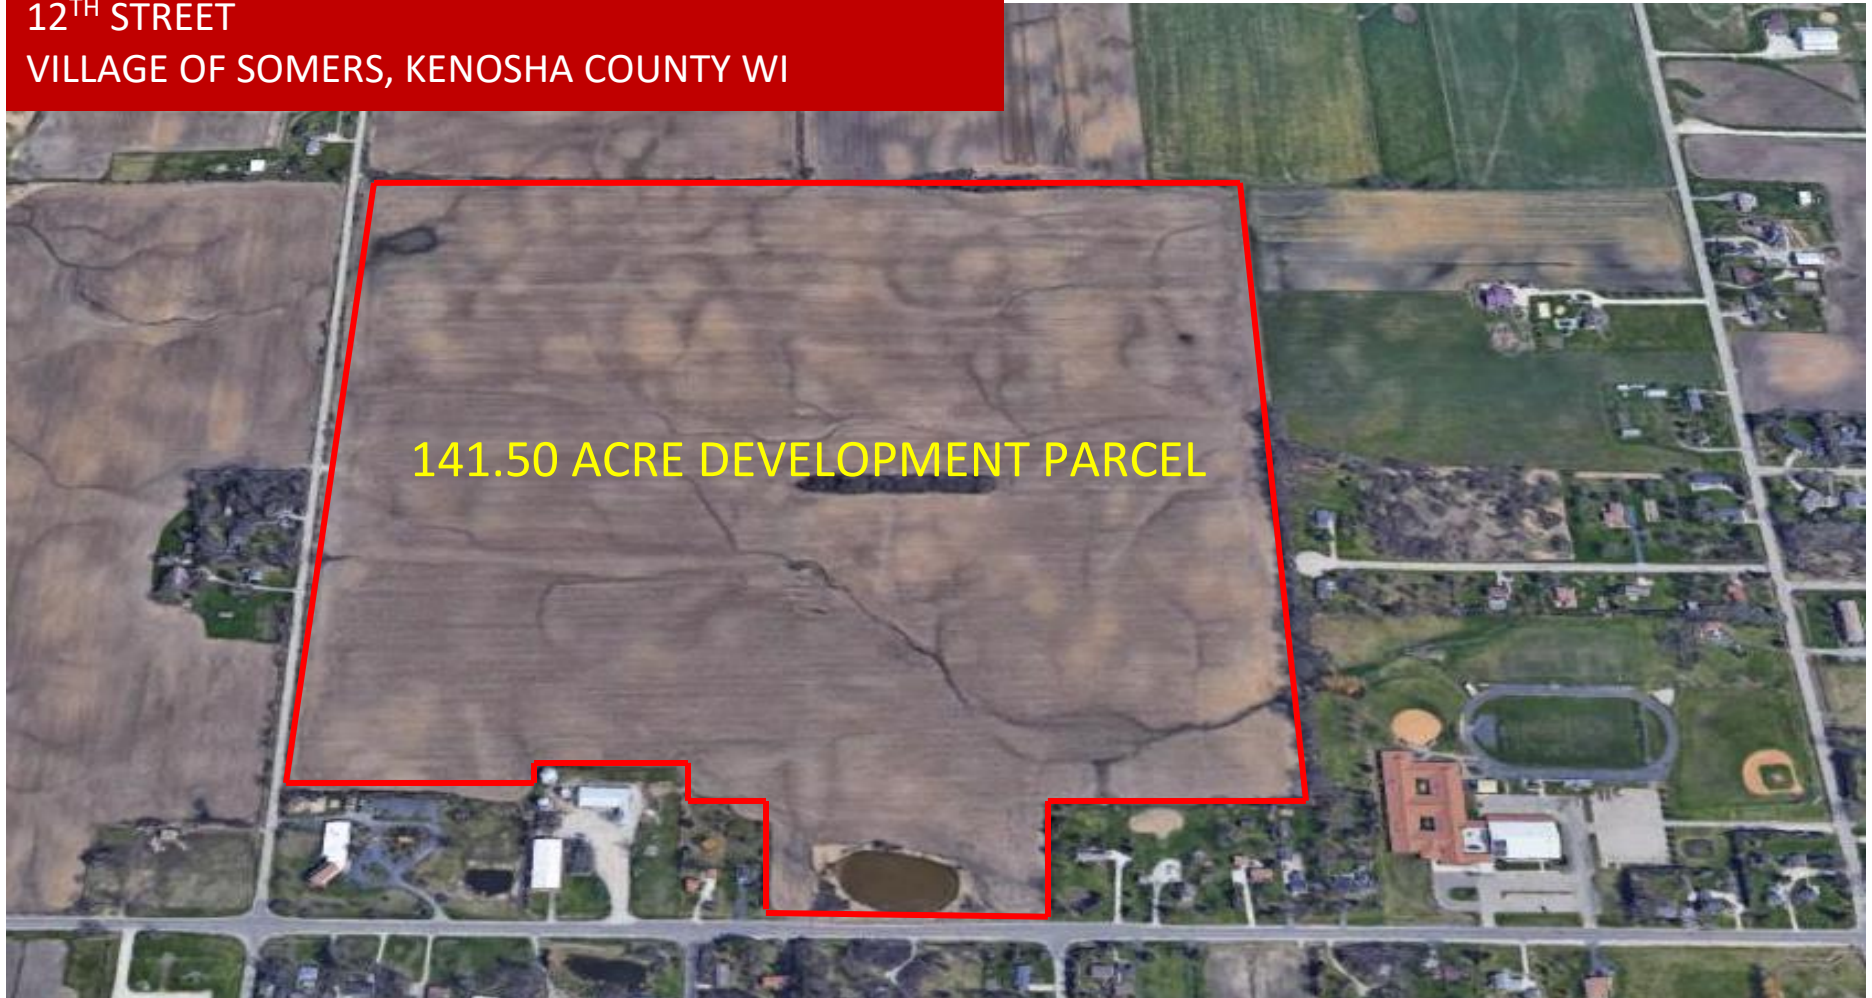 12TH STREET
VILLAGE OF SOMERS, KENOSHA COUNTY WI
141.50 ACRE DEVELOPMENT PARCEL